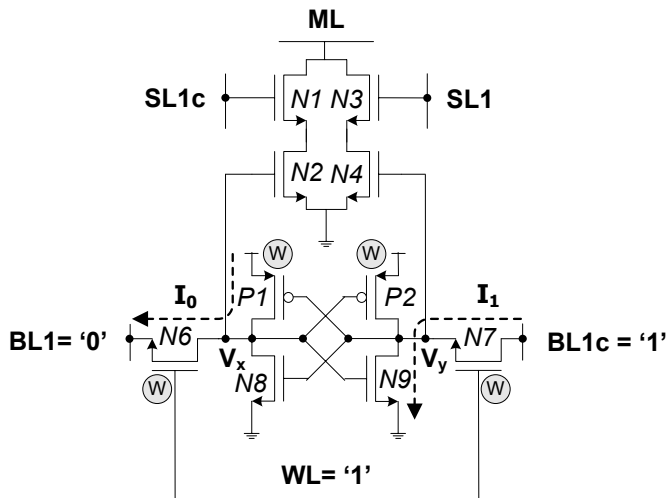 ML
SL1c N1 N3 SL1
N2 N4
W W
P1 P2
I0 I1
BL1= ‘0’ N6 N7 BL1c = ‘1’
Vx Vy
W N8 N9 W
WL= ‘1’